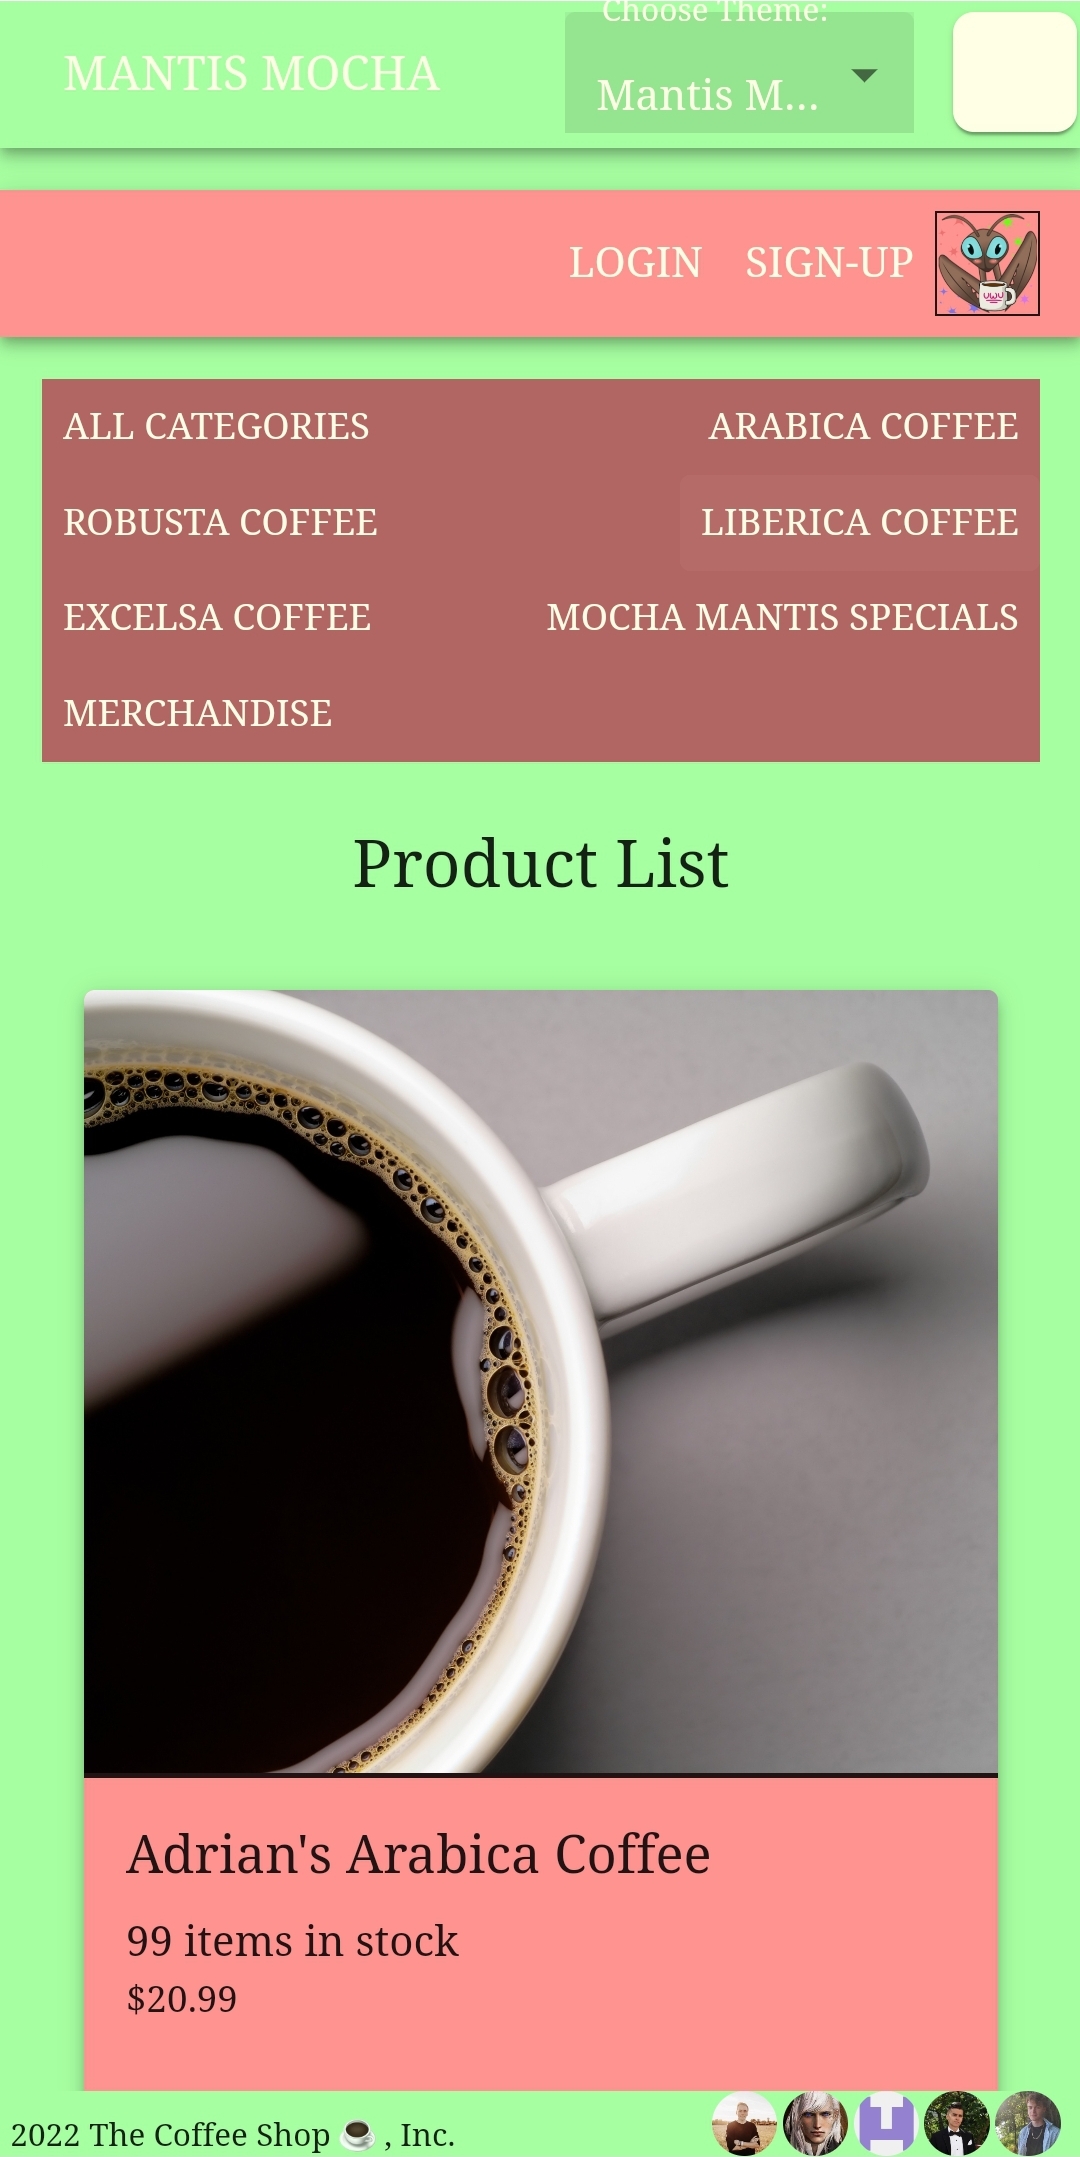 Choose Theme:
MANTIS MOCHA
Mantis M...
LOGIN SIGN-UP
uwu
ALL CATEGORIES ARABICA COFFEE
ROBUSTA COFFEE LIBERICA COFFEE
EXCELSA COFFEE MOCHA MANTIS SPECIALS
MERCHANDISE
Product List
Adrian's Arabica Coffee
99 items in stock
$20.99
2022 The Coffee Shop ☕ , Inc.